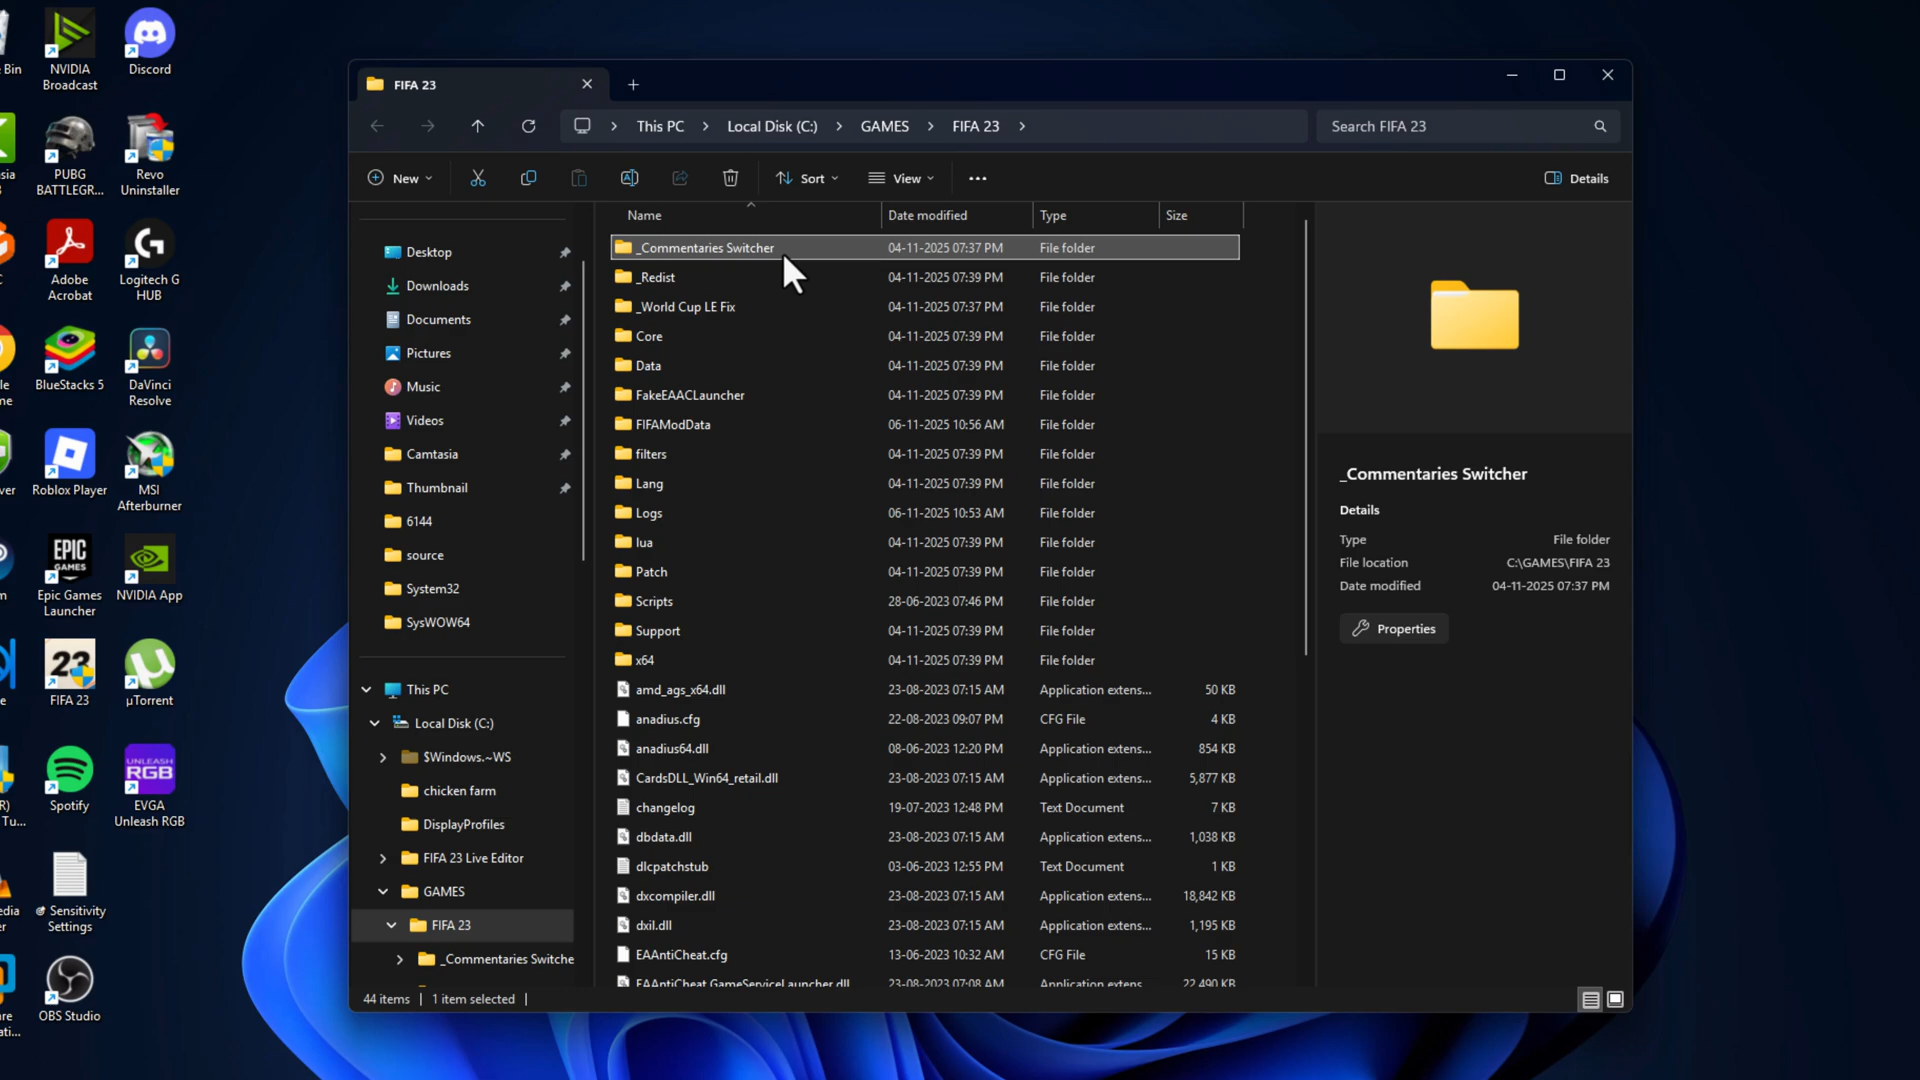 Bin
NVIDIA
Broadcast
Discord
PUBG
BATTLEGR...
Revo
Uninstaller
Adobe
Acrobat
Logitech G
HUB
BlueStacks 5
DaVinci
Resolve
Roblox Player
MSI
Afterburner
EPIC
GAMES
Epic Games
Launcher
NVIDIA App
23
FIFA 23
µTorrent
Spotify
UNLEASH
RGB
EVGA
Unleash RGB
Sensitivity
Settings
OBS Studio
FIFA 23
This PC
Local Disk (C:)
GAMES
FIFA 23
Search FIFA 23
New
Sort
View
Details
Desktop
Downloads
Documents
Pictures
Music
Videos
Camtasia
Thumbnail
6144
source
System32
SysWOW64
This PC
Local Disk (C:)
$Windows.~WS
chicken farm
DisplayProfiles
FIFA 23 Live Editor
GAMES
FIFA 23
_Commentaries Switche
Name Date modified Type Size
_Commentaries Switcher 04-11-2025 07:37 PM File folder
_Redist 04-11-2025 07:39 PM File folder
_World Cup LE Fix 04-11-2025 07:37 PM File folder
Core 04-11-2025 07:39 PM File folder
Data 04-11-2025 07:39 PM File folder
FakeEAACLauncher 04-11-2025 07:39 PM File folder
FIFAModData 06-11-2025 10:56 AM File folder
filters 04-11-2025 07:39 PM File folder
Lang 04-11-2025 07:39 PM File folder
Logs 06-11-2025 10:53 AM File folder
lua 04-11-2025 07:39 PM File folder
Patch 04-11-2025 07:39 PM File folder
Scripts 28-06-2023 07:46 PM File folder
Support 04-11-2025 07:39 PM File folder
x64 04-11-2025 07:39 PM File folder
amd_ags_x64.dll 23-08-2023 07:15 AM Application extens... 50 KB
anadius.cfg 22-08-2023 09:07 PM CFG File 4 KB
anadius64.dll 08-06-2023 12:20 PM Application extens... 854 KB
CardsDLL_Win64_retail.dll 23-08-2023 07:15 AM Application extens... 5,877 KB
changelog 19-07-2023 12:48 PM Text Document 7 KB
dbdata.dll 23-08-2023 07:15 AM Application extens... 1,038 KB
dlcpatchstub 03-06-2023 12:55 PM Text Document 1 KB
dxcompiler.dll 23-08-2023 07:15 AM Application extens... 18,842 KB
dxil.dll 23-08-2023 07:15 AM Application extens... 1,195 KB
EAAntiCheat.cfg 13-06-2023 10:32 AM CFG File 15 KB
EAAntiCheat.GameServiceLauncher.dll 23-08-2023 07:08 AM Application extens... 22,490 KB
_Commentaries Switcher
Details
Type File folder
File location C:\GAMES\FIFA 23
Date modified 04-11-2025 07:37 PM
Properties
44 items
1 item selected